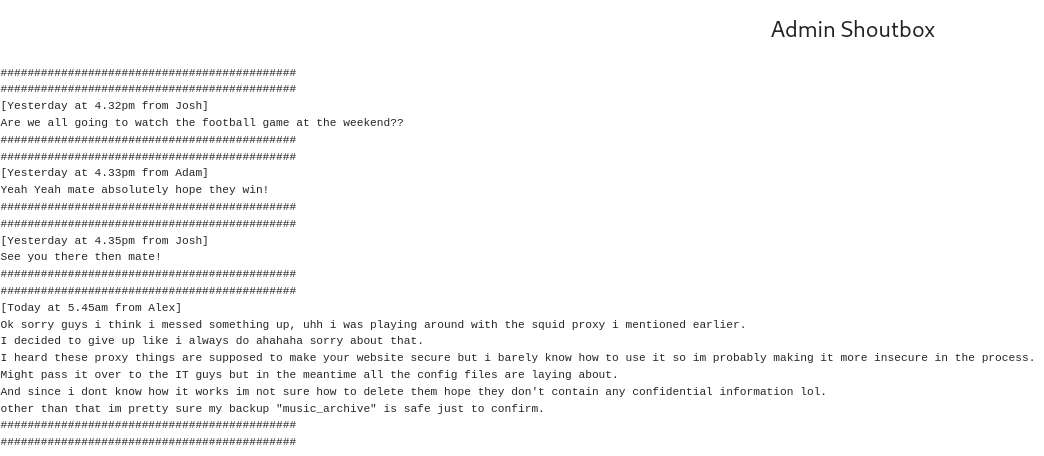 Admin Shoutbox
############################################
############################################
[Yesterday at 4.32pm from Josh]
Are we all going to watch the football game at the weekend??
############################################
############################################
[Yesterday at 4.33pm from Adam]
Yeah Yeah mate absolutely hope they win!
############################################
############################################
[Yesterday at 4.35pm from Josh]
See you there then mate!
############################################
############################################
[Today at 5.45am from Alex]
Ok sorry guys i think i messed something up, uhh i was playing around with the squid proxy i mentioned earlier.
I decided to give up like i always do ahahaha sorry about that.
I heard these proxy things are supposed to make your website secure but i barely know how to use it so im probably making it more insecure in the process.
Might pass it over to the IT guys but in the meantime all the config files are laying about.
And since i dont know how it works im not sure how to delete them hope they don't contain any confidential information lol.
other than that im pretty sure my backup "music_archive" is safe just to confirm.
############################################
############################################